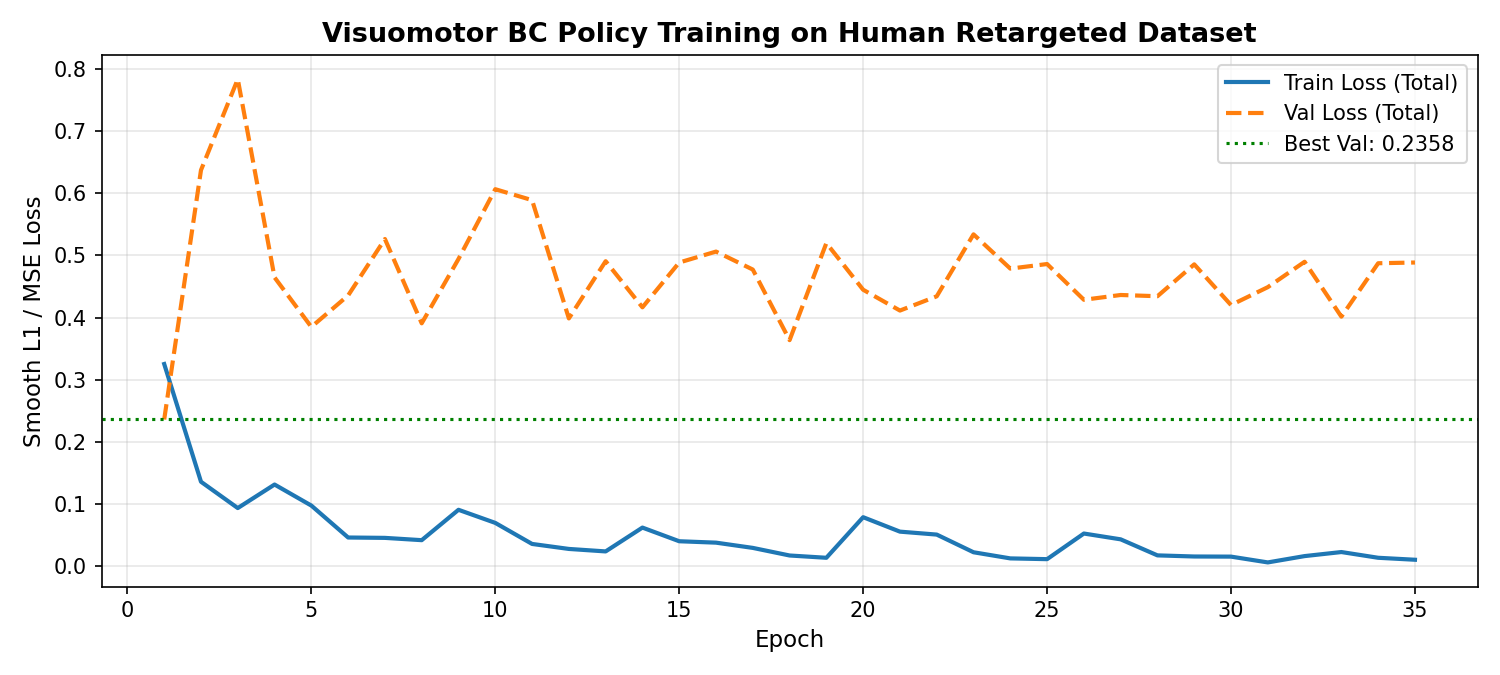 Visuomotor BC Policy Training on Human Retargeted Dataset
Train Loss (Total)
Val Loss (Total)
Best Val: 0.2358
Smooth L1 / MSE Loss
0.8
0.7
0.6
0.5
0.4
0.3
0.2
0.1
0.0
0 5 10 15 20 25 30 35
Epoch